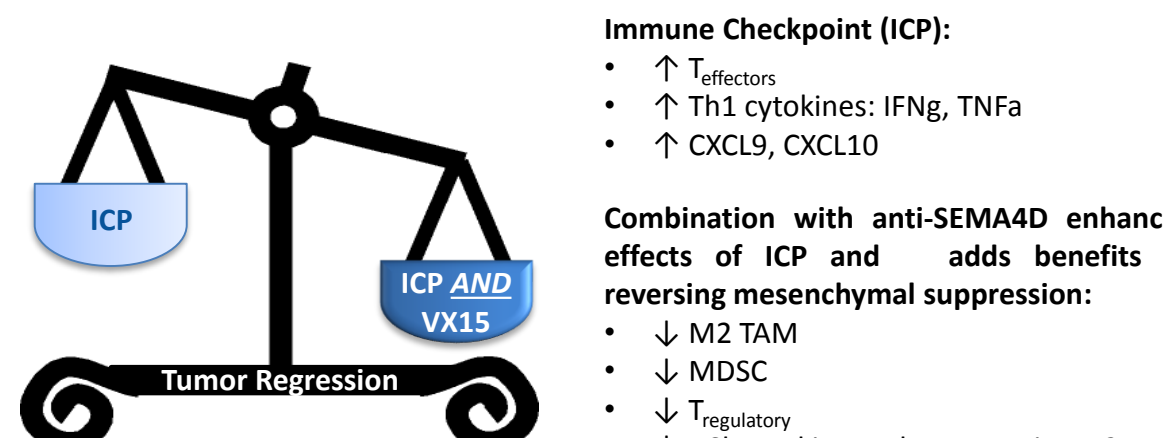 ICP
ICP AND
VX15
Tumor Regression
Immune Checkpoint (ICP):
• ↑ Teffectors
• ↑ Th1 cytokines: IFNg, TNFa
• ↑ CXCL9, CXCL10
Combination with anti-SEMA4D enhanc
effects of ICP and adds benefits
reversing mesenchymal suppression:
• ↓ M2 TAM
• ↓ MDSC
• ↓ Tregulatory